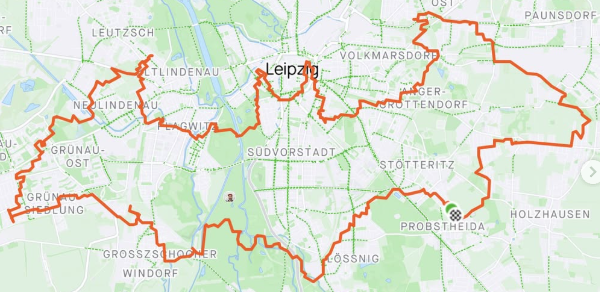 OST
PAUNSDORF
LEUTZSCH
VOLKMARSDORF
Leipzig
ALTLINDENAU
ANGER-
CROTTENDORF
NEULINDENAU
PLAGWITZ
GRÜNAU-
OST
SÜDVORSTADT
STÖTTERITZ
GRÜNAU-
SIEDLUNG
HOLZHAUSEN
PROBSTHEIDA
GROSSZSCHOCHER
LÖSSNIG
WINDORF